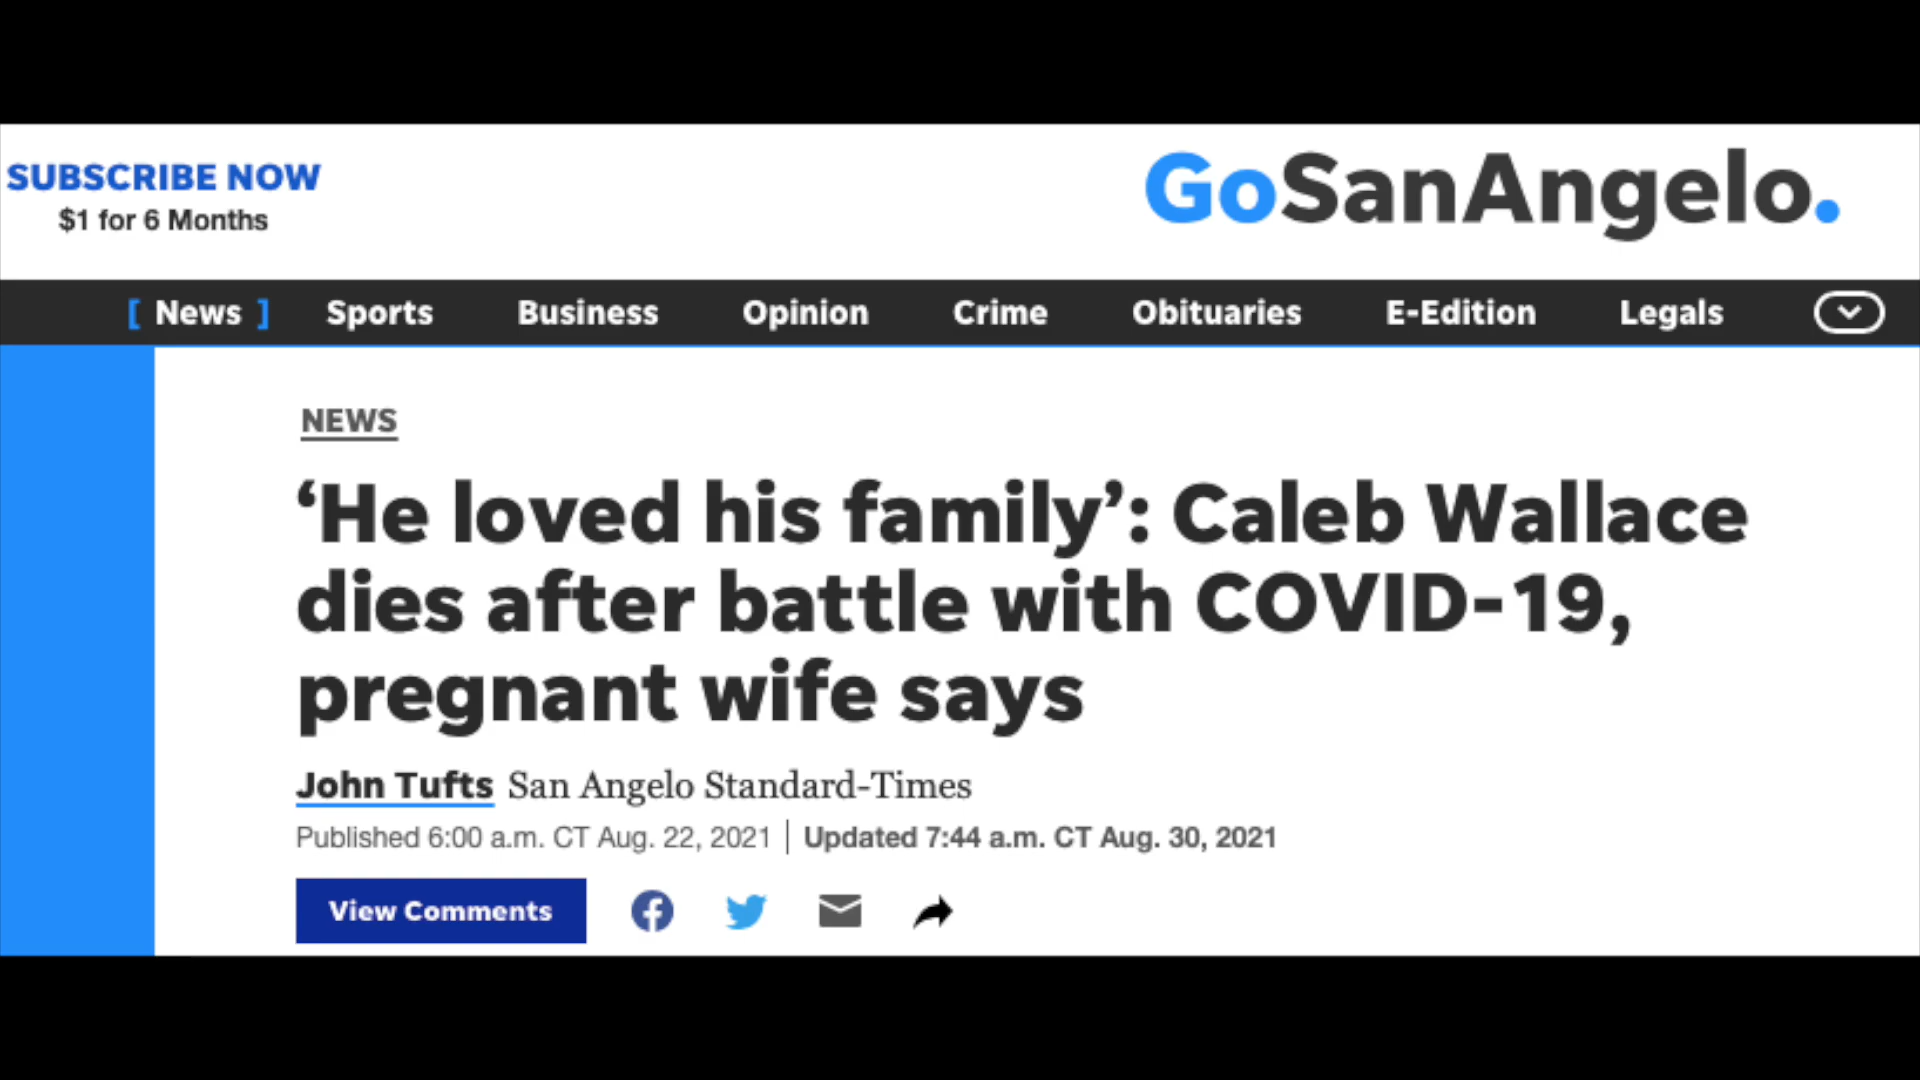 SUBSCRIBE NOW
$1 for 6 Months
GoSanAngelo.
[ News ] Sports Business Opinion Crime Obituaries E-Edition Legals
NEWS
‘He loved his family’: Caleb Wallace
dies after battle with COVID-19,
pregnant wife says
John Tufts San Angelo Standard-Times
Published 6:00 a.m. CT Aug. 22, 2021 | Updated 7:44 a.m. CT Aug. 30, 2021
View Comments